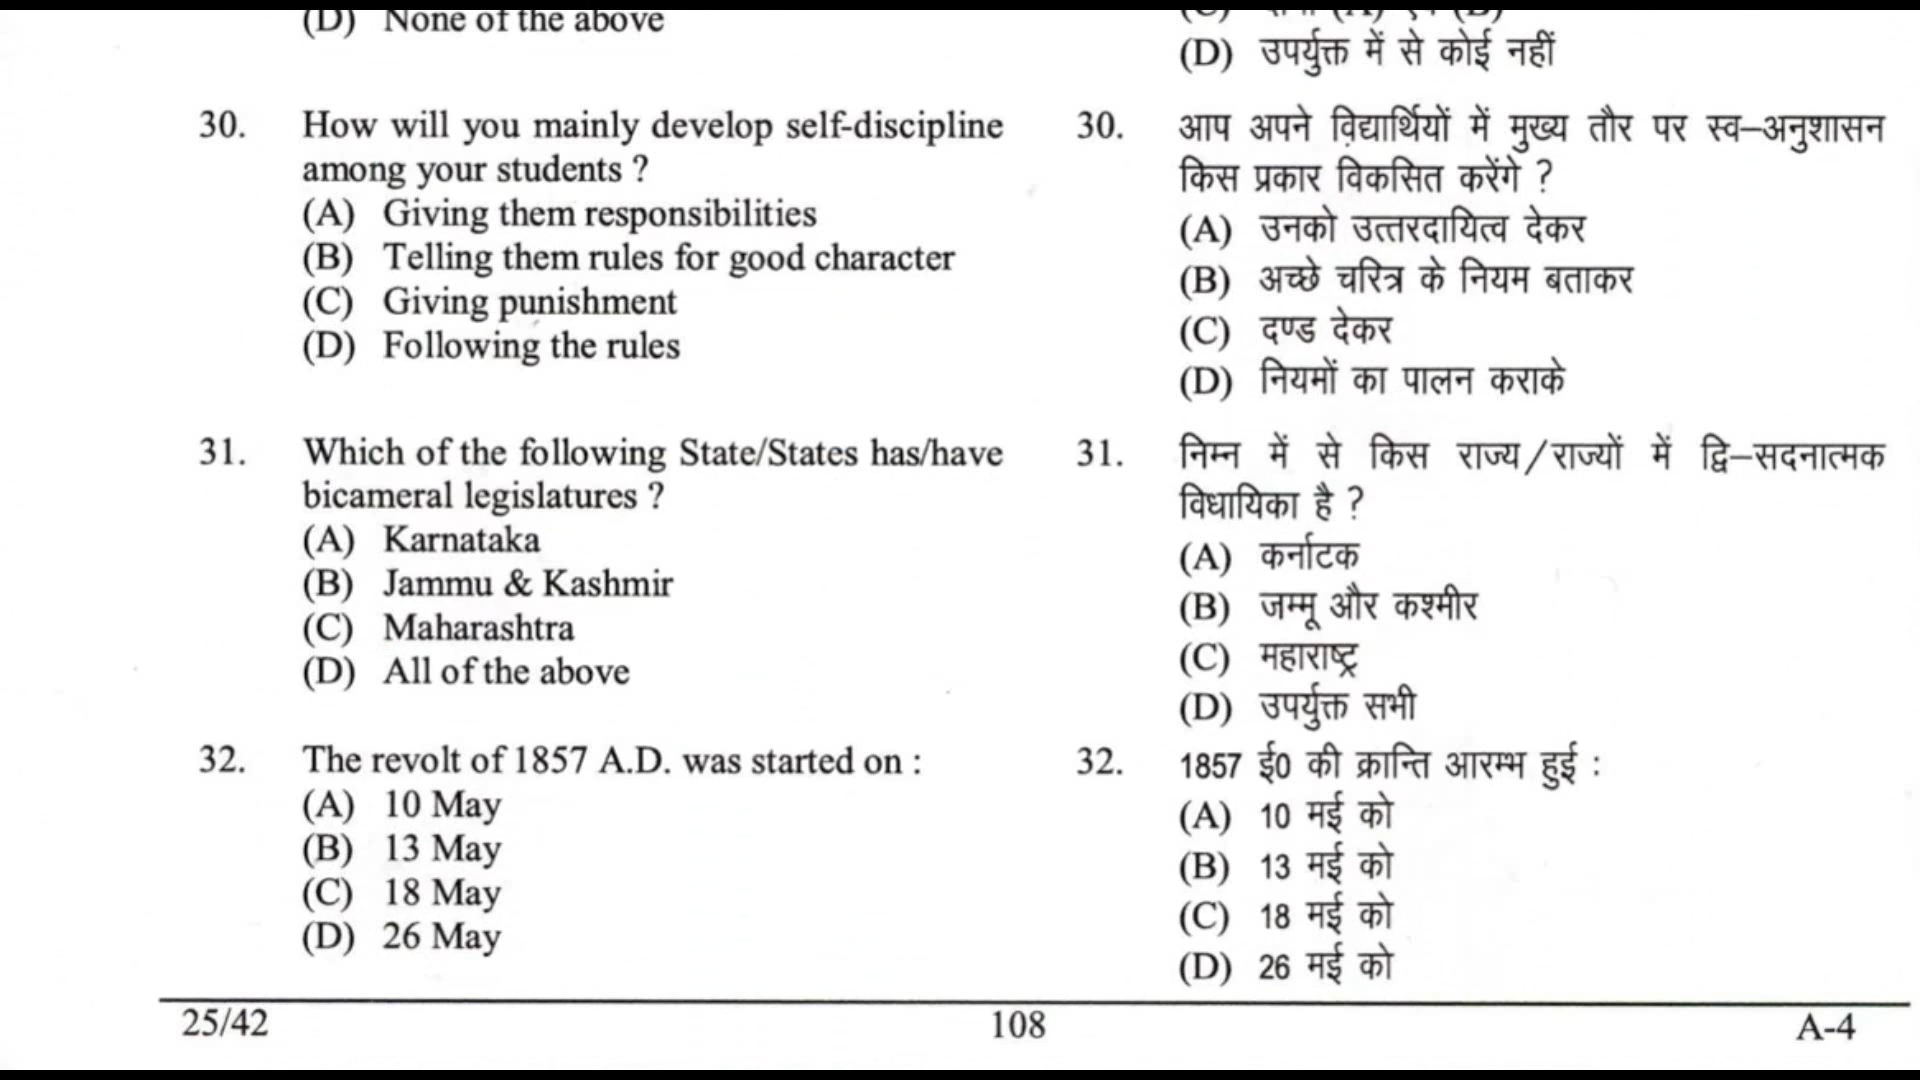 (D) None of the above
30. How will you mainly develop self-discipline
among your students ?
(A) Giving them responsibilities
(B) Telling them rules for good character
(C) Giving punishment
(D) Following the rules
31. Which of the following State/States has/have
bicameral legislatures ?
(A) Karnataka
(B) Jammu & Kashmir
(C) Maharashtra
(D) All of the above
32. The revolt of 1857 A.D. was started on :
(A) 10 May
(B) 13 May
(C) 18 May
(D) 26 May
(D) उपर्युक्त में से कोई नहीं
30. आप अपने विद्यार्थियों में मुख्य तौर पर स्व–अनुशासन
किस प्रकार विकसित करेंगे ?
(A) उनको उत्तरदायित्व देकर
(B) अच्छे चरित्र के नियम बताकर
(C) दण्ड देकर
(D) नियमों का पालन कराके
31. निम्न में से किस राज्य/राज्यों में द्वि–सदनात्मक
विधायिका है ?
(A) कर्नाटक
(B) जम्मू और कश्मीर
(C) महाराष्ट्र
(D) उपर्युक्त सभी
32. 1857 ई0 की क्रान्ति आरम्भ हुई :
(A) 10 मई को
(B) 13 मई को
(C) 18 मई को
(D) 26 मई को
25/42 108 A-4